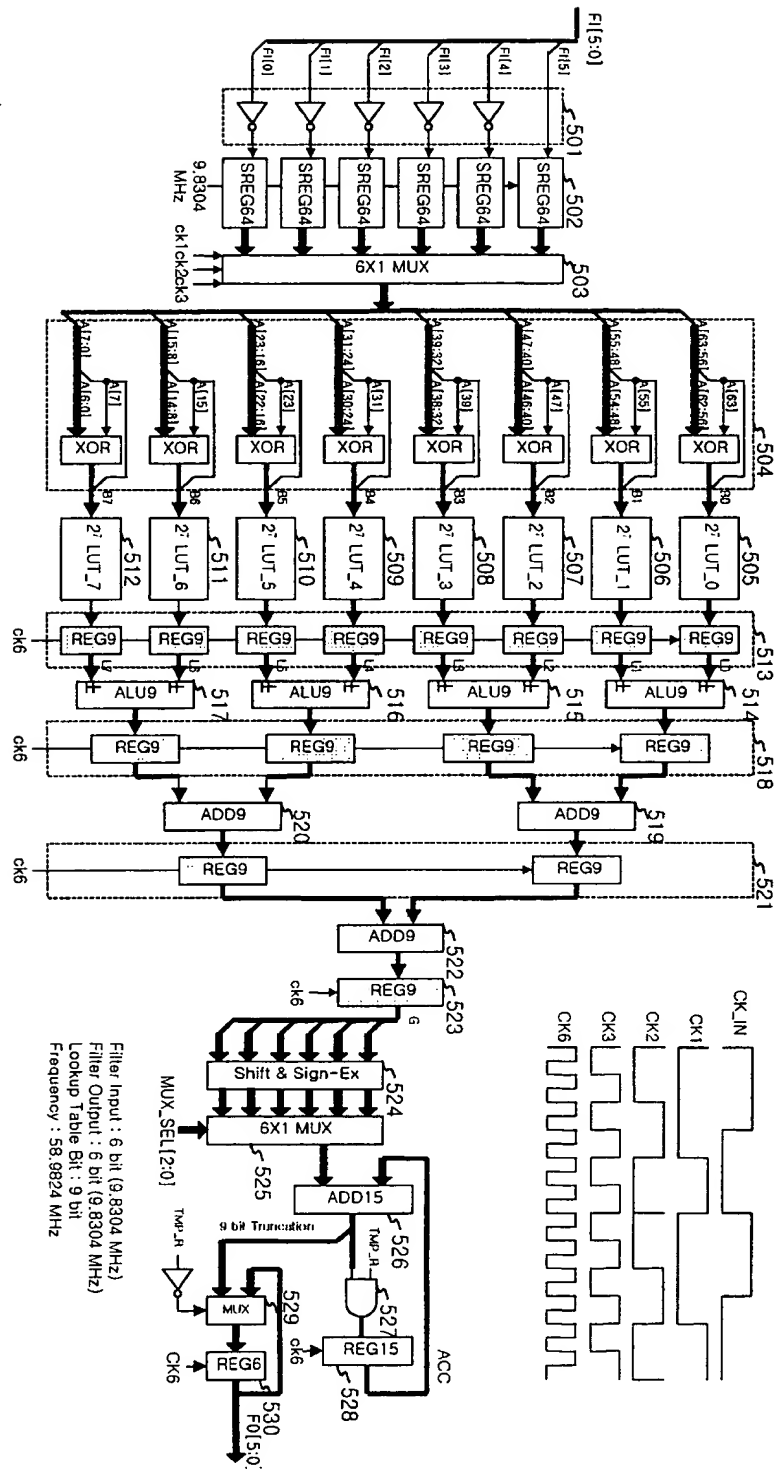 FI[5:0]
FI[0]
FI[1]
FI[2]
FI[3]
FI[4]
FI[5]
501
9.8304
MHz
SREG64
SREG64
SREG64
SREG64
SREG64
SREG64
502
ck1ck2ck3
6X1 MUX
503
A[7:0]
A[15:8]
A[23:16]
A[31:24]
A[39:32]
A[47:40]
A[55:48]
A[63:56]
A[6:0]
A[7]
A[14:8]
A[15]
A[22:16]
A[23]
A[30:24]
A[31]
A[38:32]
A[39]
A[46:40]
A[47]
A[54:48]
A[55]
A[62:56]
A[63]
XOR
XOR
XOR
XOR
XOR
XOR
XOR
XOR
504
B7
B6
B5
B4
B3
B2
B1
B0
2⁷
LUT_7
512
2⁷
LUT_6
511
2⁷
LUT_5
510
2⁷
LUT_4
509
2⁷
LUT_3
508
2⁷
LUT_2
507
2⁷
LUT_1
506
2⁷
LUT_0
505
ck6
REG9
REG9
REG9
REG9
REG9
REG9
REG9
REG9
513
L7
L6
L5
L4
L3
L2
L1
L0
ALU9
517
ALU9
516
ALU9
515
ALU9
514
ck6
REG9
REG9
REG9
REG9
518
ADD9
520
ADD9
519
ck6
REG9
REG9
521
ADD9
522
ck6
REG9
523
G
Shift & Sign-Ex
524
MUX_SEL[2:0]
6X1 MUX
525
ADD15
526
9 bit Truncation
TMP_R
527
TMP_R
MUX
529
ck6
REG15
528
ACC
CK6
REG6
530
FO[5:0]
CK_IN
CK1
CK2
CK3
CK6
Filter Input : 6 bit (9.8304 MHz)
Filter Output : 6 bit (9.8304 MHz)
Lookup Table Bit : 9 bit
Frequency : 58.9824 MHz